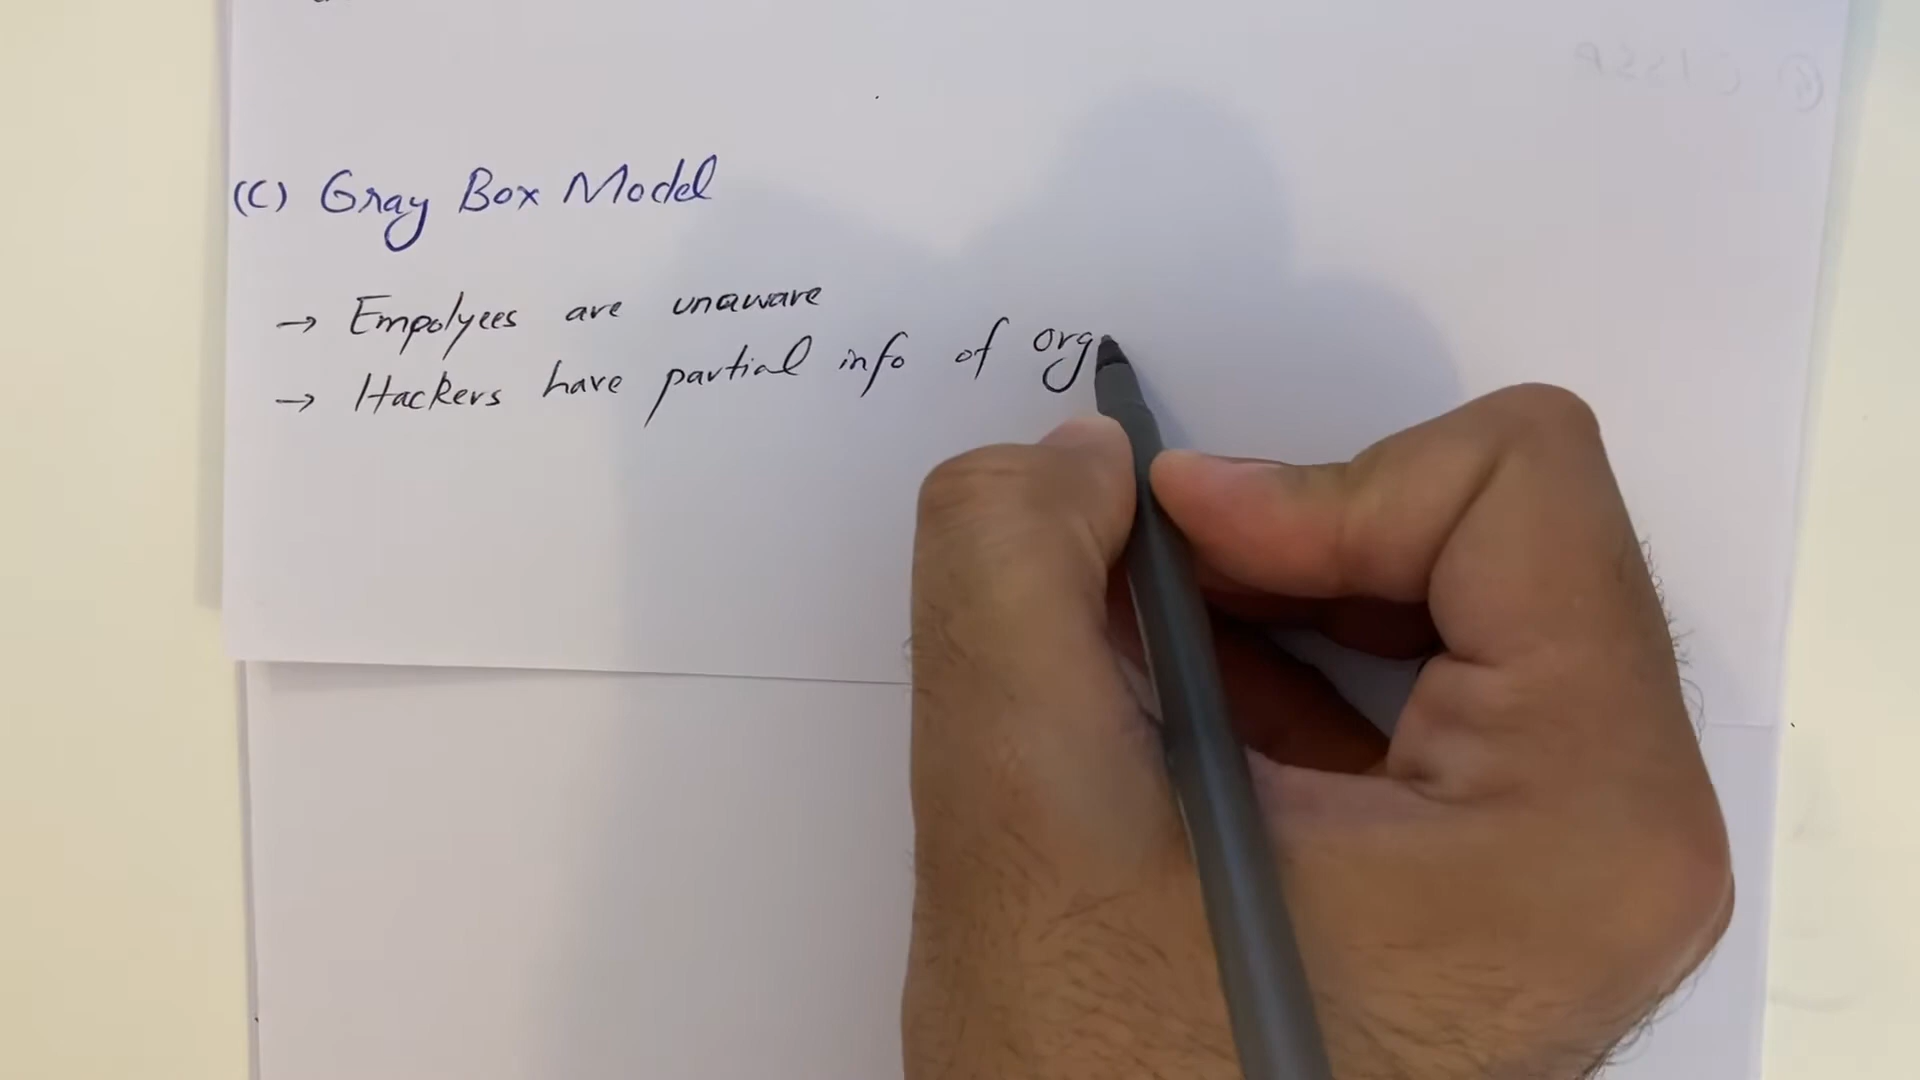 (C) Gray Box Model
→ Empolyees are unaware
→ Hackers have partial info of org